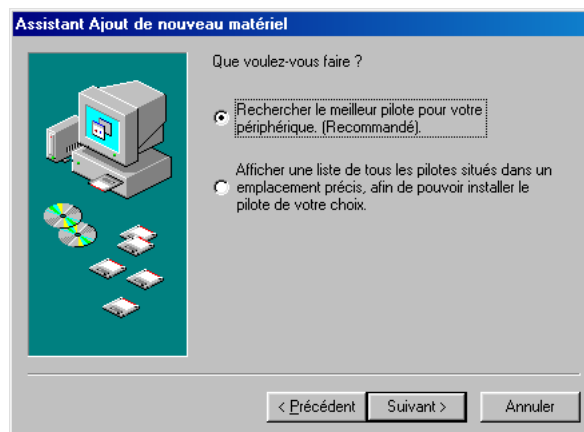 Assistant Ajout de nouveau matériel
Que voulez-vous faire ?
Rechercher le meilleur pilote pour votre
périphérique. (Recommandé).
Afficher une liste de tous les pilotes situés dans un
emplacement précis, afin de pouvoir installer le
pilote de votre choix.
< Précédent Suivant > Annuler